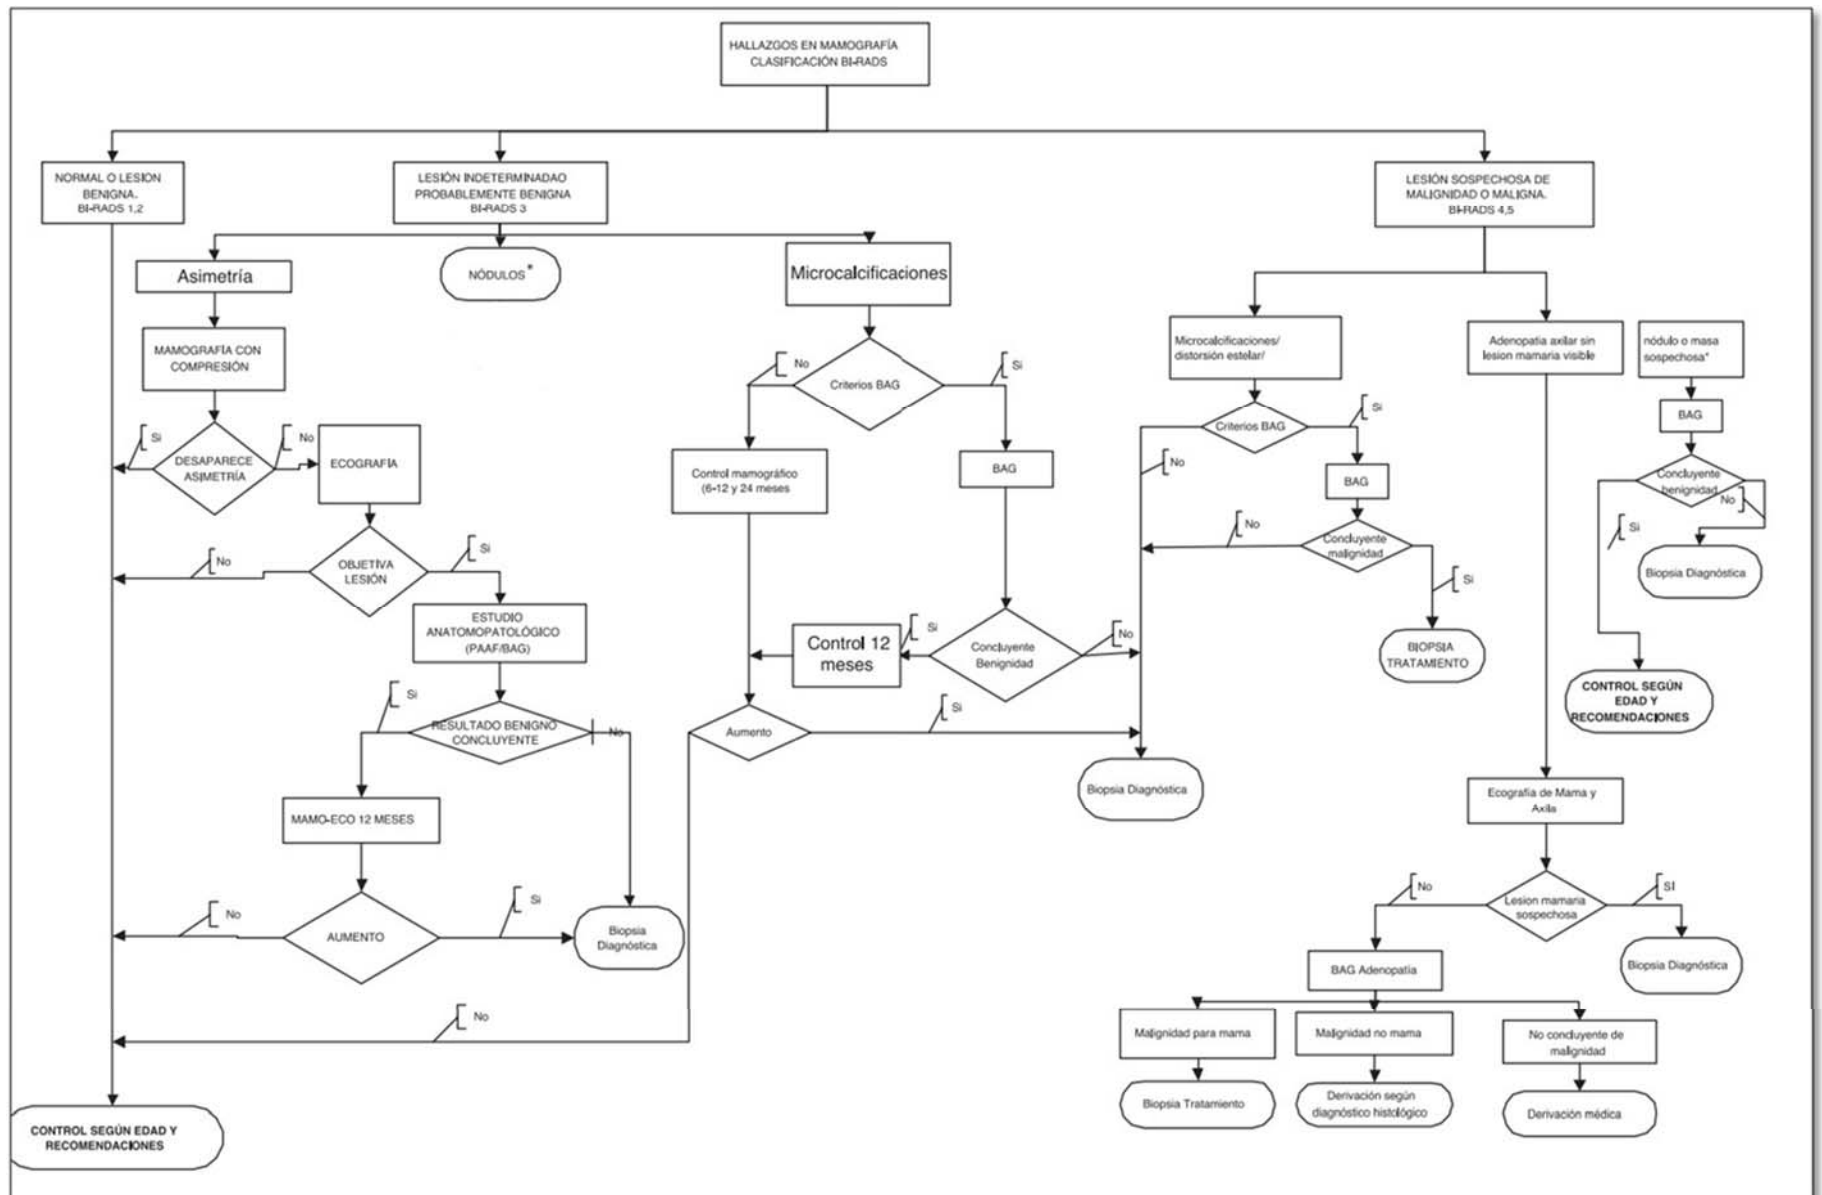 HALLAZGOS EN MAMOGRAFÍA
CLASIFICACIÓN BI-RADS
NORMAL O LESION
BENIGNA.
BI-RADS 1,2
LESIÓN INDETERMINADAO
PROBABLEMENTE BENIGNA
BI-RADS 3
LESIÓN SOSPECHOSA DE
MALIGNIDAD O MALIGNA.
BI-RADS 4,5
Asimetría
NÓDULOS*
Microcalcificaciones
MAMOGRAFÍA CON
COMPRESIÓN
Si
No
DESAPARECE
ASIMETRÍA
ECOGRAFÍA
No
OBJETIVA
LESIÓN
Si
ESTUDIO
ANATOMOPATOLÓGICO
(PAAF/BAG)
Si
RESULTADO BENIGNO
CONCLUYENTE
No
MAMO-ECO 12 MESES
No
AUMENTO
Si
Biopsia
Diagnóstica
No
CONTROL SEGÚN EDAD Y
RECOMENDACIONES
No
Criterios BAG
Si
Control mamográfico
(6-12 y 24 meses
BAG
Control 12
meses
Si
Concluyente
Benignidad
No
Aumento
Si
Biopsia Diagnóstica
Microcalcificaciones/
distorsión estelar/
Criterios BAG
Si
No
BAG
No
Concluyente
malignidad
Si
BIOPSIA
TRATAMIENTO
Adenopatia axilar sin
lesion mamaria visible
nódulo o masa
sospechosa*
BAG
Concluyente
benignidad
No
Si
Biopsia Diagnóstica
CONTROL SEGÚN
EDAD Y
RECOMENDACIONES
Ecografía de Mama y
Axila
No
Lesion mamaria
sospechosa
SI
BAG Adenopatía
Biopsia Diagnóstica
Malignidad para mama
Malignidad no mama
No concluyente de
malignidad
Biopsia Tratamiento
Derivación según
diagnóstico histológico
Derivación médica